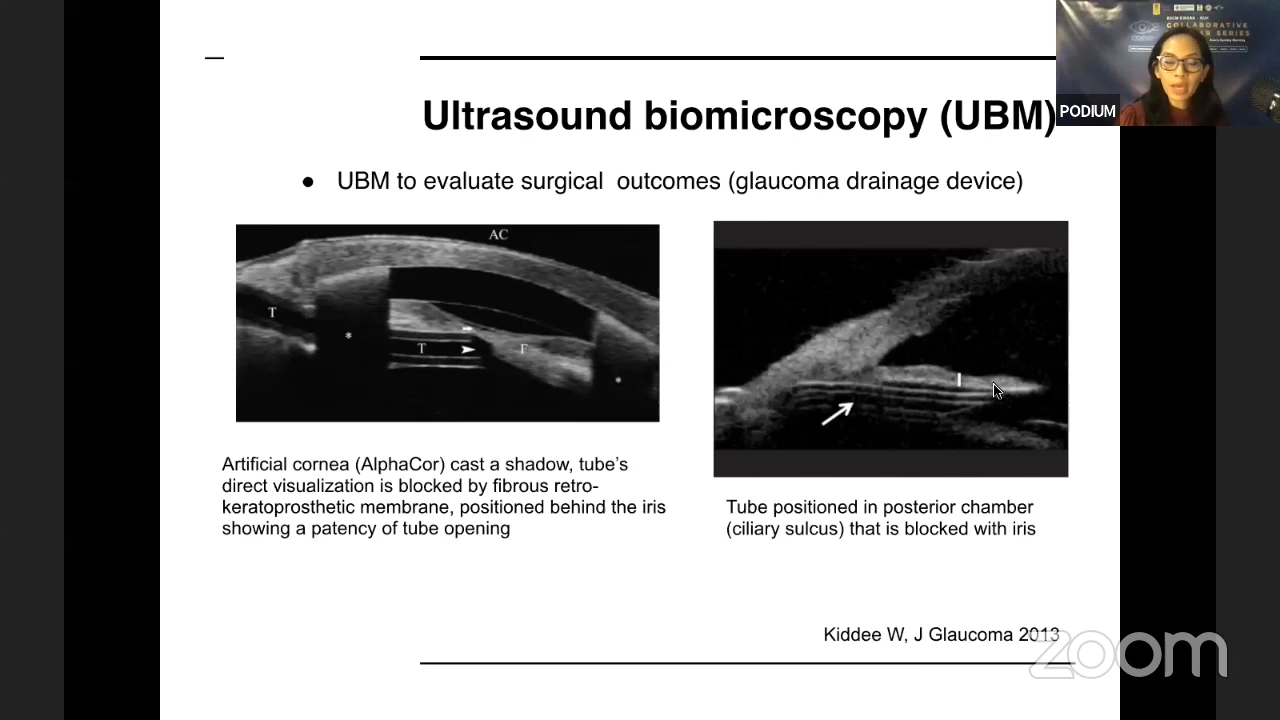 COLLABORATIVE
PODIUM
Ultrasound biomicroscopy (UBM)
● UBM to evaluate surgical outcomes (glaucoma drainage device)
AC
T
*
T
F
*
I
Artificial cornea (AlphaCor) cast a shadow, tube's
direct visualization is blocked by fibrous retro-
keratoprosthetic membrane, positioned behind the iris
showing a patency of tube opening
Tube positioned in posterior chamber
(ciliary sulcus) that is blocked with iris
Kiddee W, J Glaucoma 2013
zoom